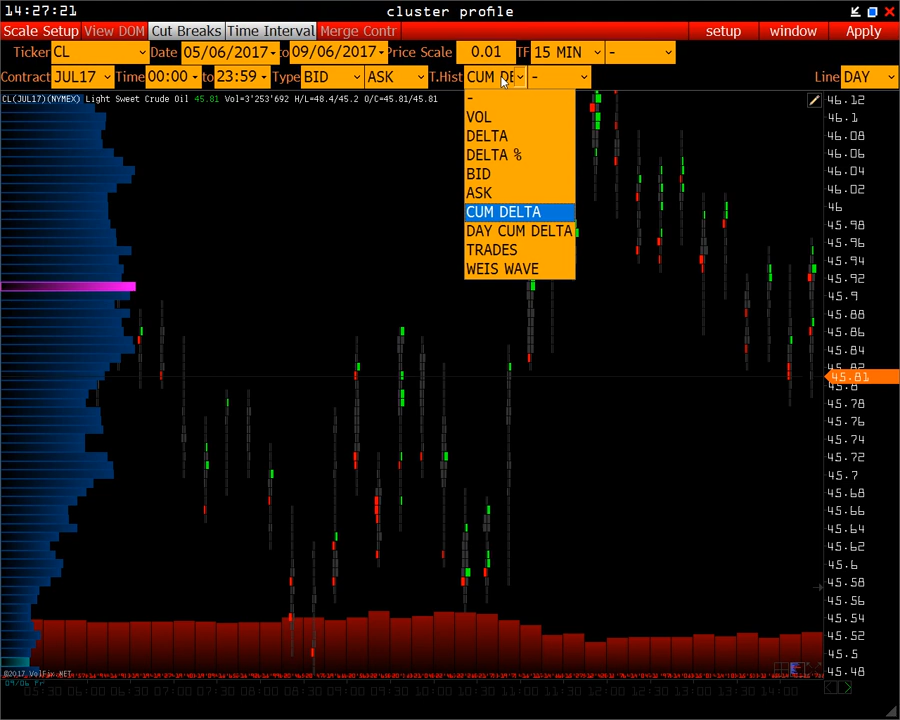 14:27:21
cluster profile
Scale Setup View DOM Cut Breaks Time Interval Merge Contr setup window Apply
Ticker CL Date 05/06/2017 - 09/06/2017 Price Scale 0.01 TF 15 MIN -
Contract JUL17 Time 00:00 - 23:59 Type BID ASK T.Hist CUM DE - Line DAY
CL(JUL17)(NYMEX) Light Sweet Crude Oil 45.81 Vol=3'253'692 H/L=48.4/45.2 O/C=45.81/45.81
-
VOL
DELTA
DELTA %
BID
ASK
CUM DELTA
DAY CUM DELTA
TRADES
WEIS WAVE
46.12
46.1
46.08
46.06
46.04
46.02
46
45.98
45.96
45.94
45.92
45.9
45.88
45.86
45.84
45.82
45.81
45.8
45.78
45.76
45.74
45.72
45.7
45.68
45.66
45.64
45.62
45.6
45.58
45.56
45.54
45.52
45.5
45.48
©2017 VolFix.NET
09/06 Fr
05:30 06:00 06:30 07:00 07:30 08:00 08:30 09:00 09:30 10:00 10:30 11:00 11:30 12:00 12:30 13:00 13:30 14:00